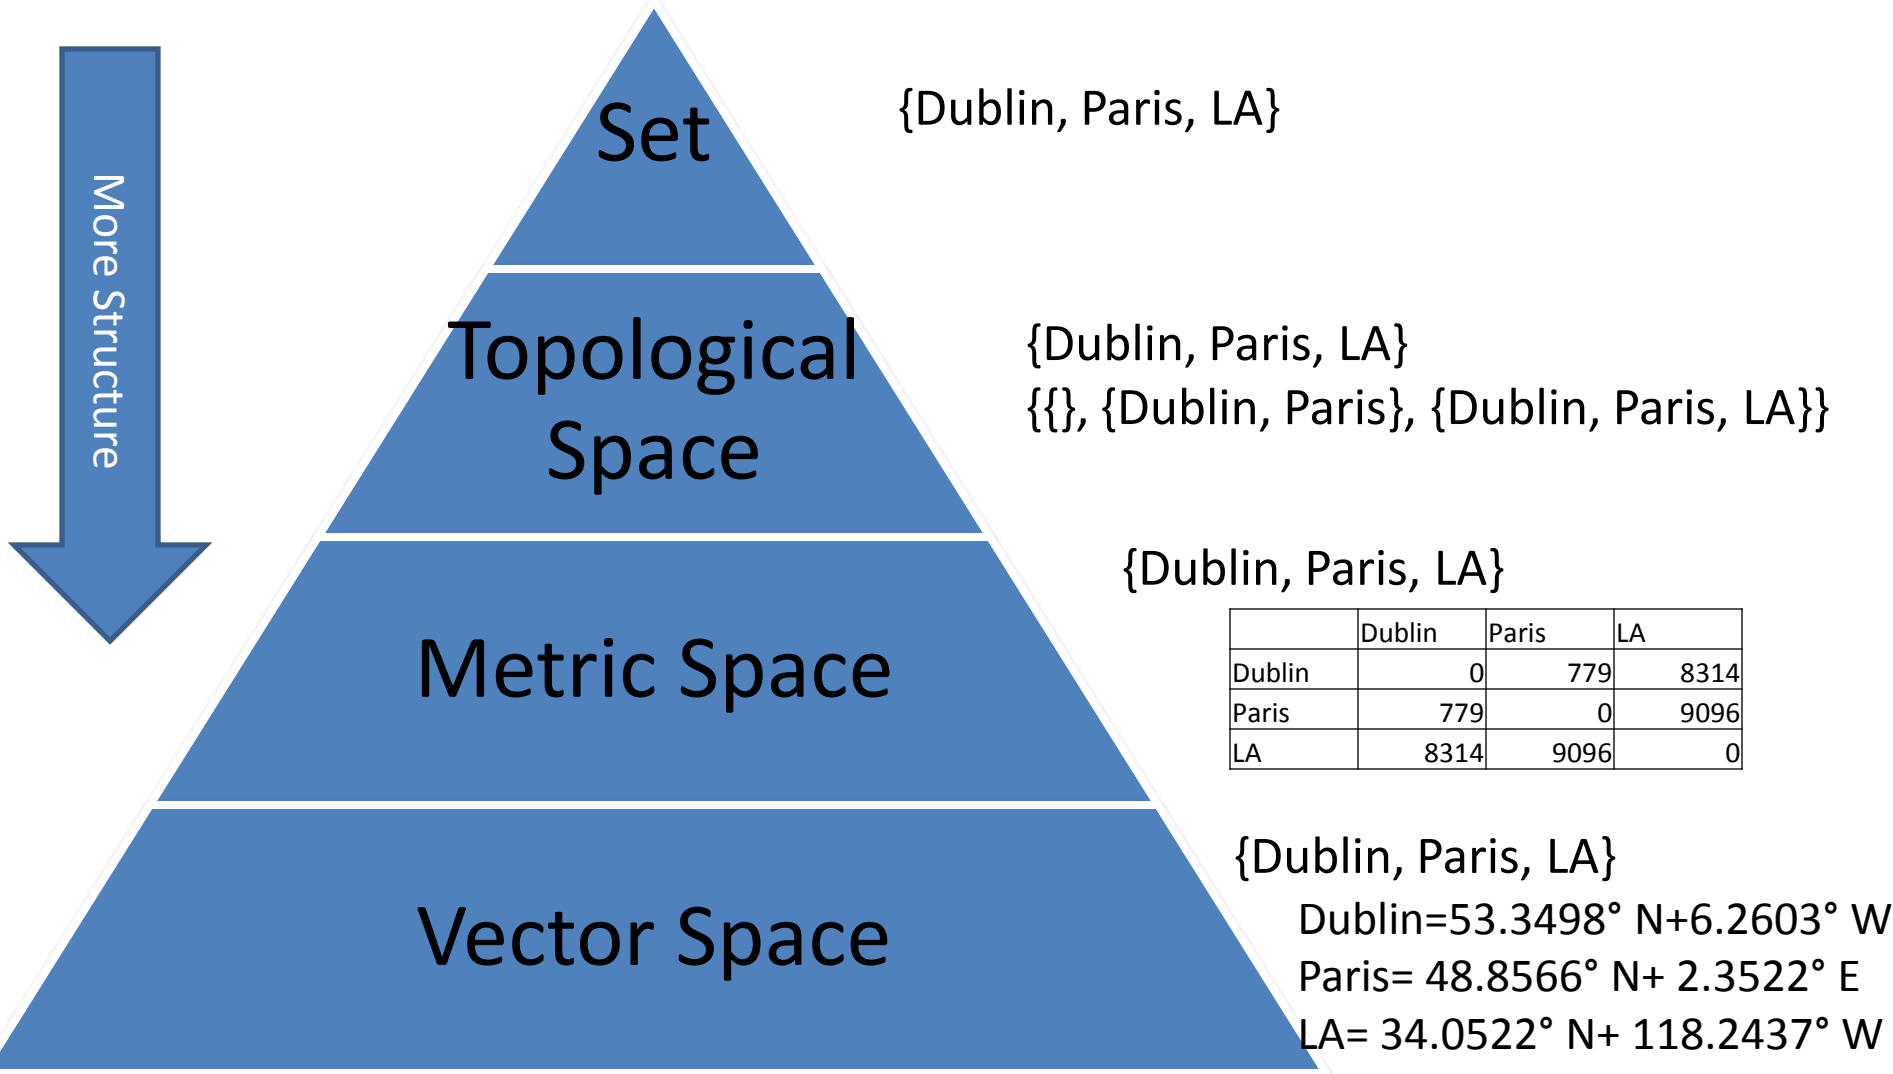 More Structure
Set
{Dublin, Paris, LA}
Topological
Space
{Dublin, Paris, LA}
{{}, {Dublin, Paris}, {Dublin, Paris, LA}}
Metric Space
{Dublin, Paris, LA}
Dublin Paris LA
Dublin 0 779 8314
Paris 779 0 9096
LA 8314 9096 0
Vector Space
{Dublin, Paris, LA}
Dublin=53.3498° N+6.2603° W
Paris= 48.8566° N+ 2.3522° E
LA= 34.0522° N+ 118.2437° W